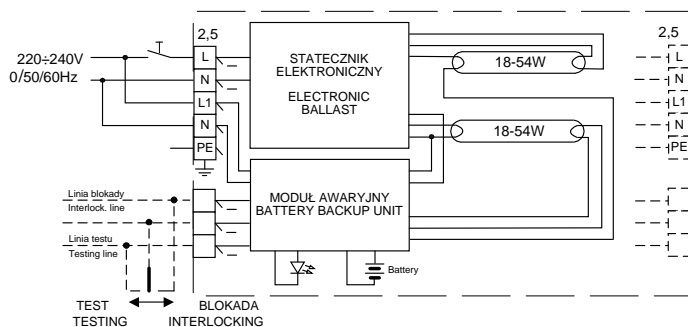 2,5
2,5
220÷240V
0/50/60Hz
L
N
L1
N
PE
STATECZNIK
ELEKTRONICZNY
ELECTRONIC
BALLAST
18-54W
18-54W
L
N
L1
N
PE
MODUŁ AWARYJNY
BATTERY BACKUP UNIT
Linia blokady
Interlock. line
Linia testu
Testing line
Battery
TEST
TESTING
BLOKADA
INTERLOCKING